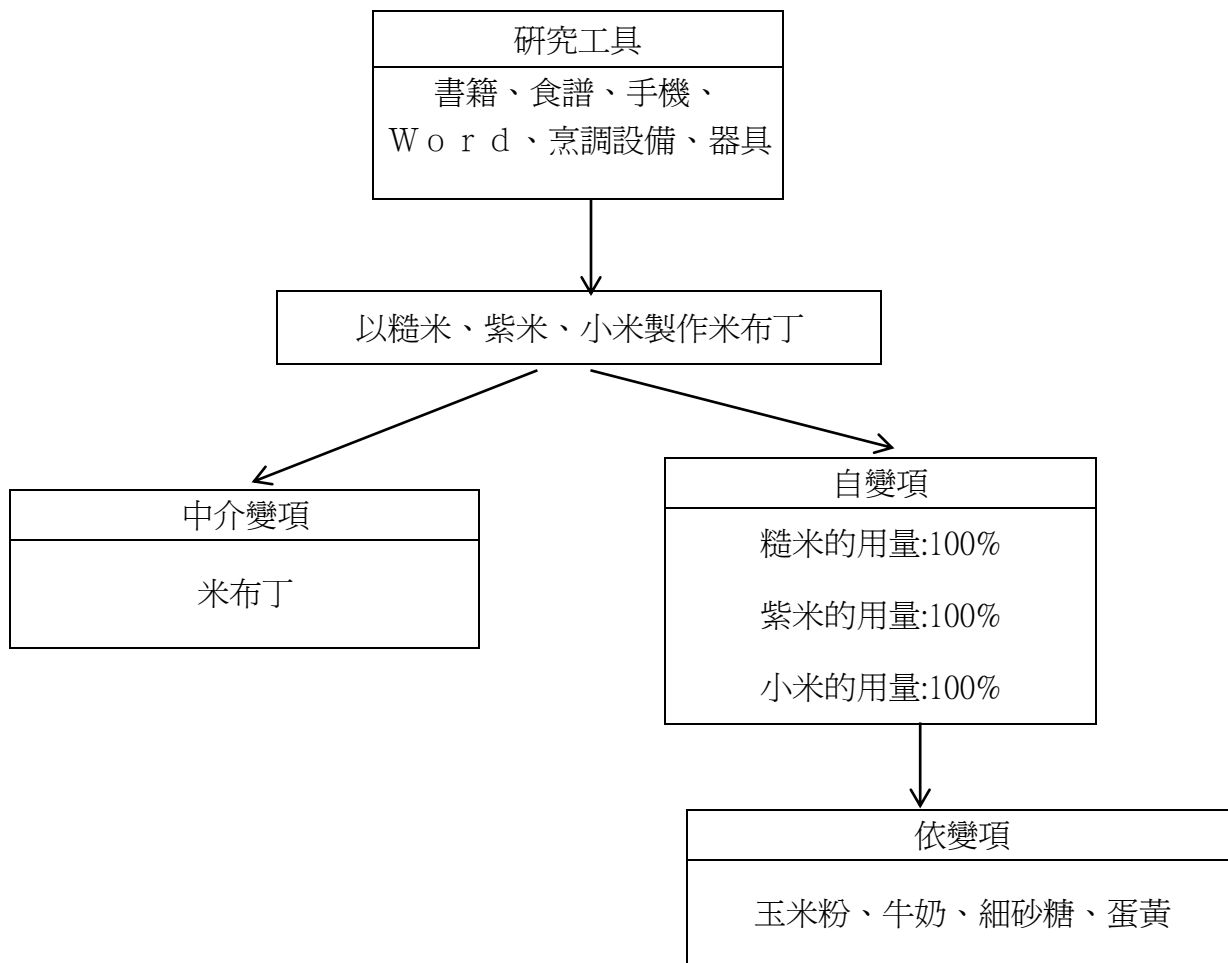 研究工具
書籍、食譜、手機、
Ｗｏｒｄ、烹調設備、器具
以糙米、紫米、小米製作米布丁
中介變項
米布丁
自變項
糙米的用量:100%
紫米的用量:100%
小米的用量:100%
依變項
玉米粉、牛奶、細砂糖、蛋黃